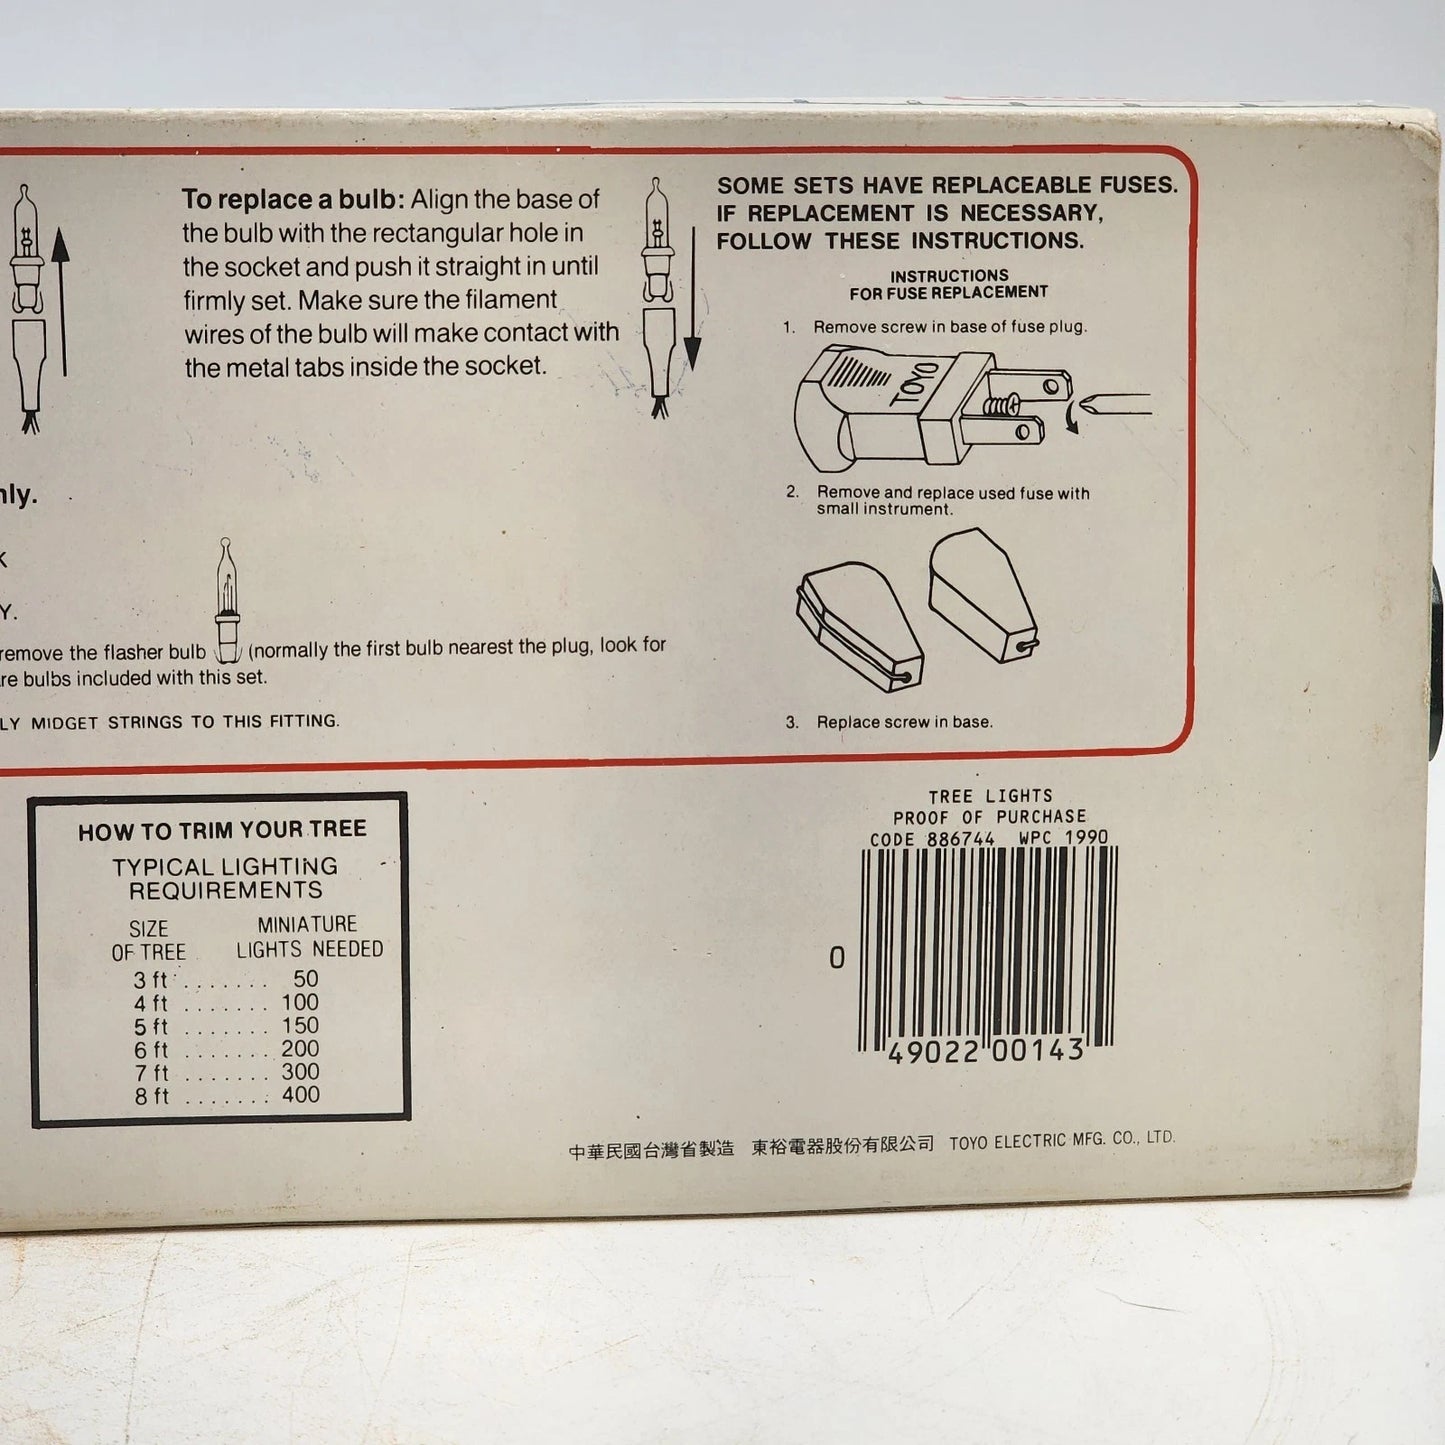 To replace a bulb: Align the base of
the bulb with the rectangular hole in
the socket and push it straight in until
firmly set. Make sure the filament
wires of the bulb will make contact with
the metal tabs inside the socket.
nly.
K
Y.
remove the flasher bulb (normally the first bulb nearest the plug, look for
re bulbs included with this set.
LY MIDGET STRINGS TO THIS FITTING.
SOME SETS HAVE REPLACEABLE FUSES.
IF REPLACEMENT IS NECESSARY,
FOLLOW THESE INSTRUCTIONS.
INSTRUCTIONS
FOR FUSE REPLACEMENT
1. Remove screw in base of fuse plug.
TOYO
2. Remove and replace used fuse with
small instrument.
3. Replace screw in base.
HOW TO TRIM YOUR TREE
TYPICAL LIGHTING
REQUIREMENTS
SIZE MINIATURE
OF TREE LIGHTS NEEDED
3 ft ....... 50
4 ft ....... 100
5 ft ....... 150
6 ft ....... 200
7 ft ....... 300
8 ft ....... 400
TREE LIGHTS
PROOF OF PURCHASE
CODE 886744 WPC 1990
0 49022 00143
中華民國台灣省製造 東裕電器股份有限公司 TOYO ELECTRIC MFG. CO., LTD.